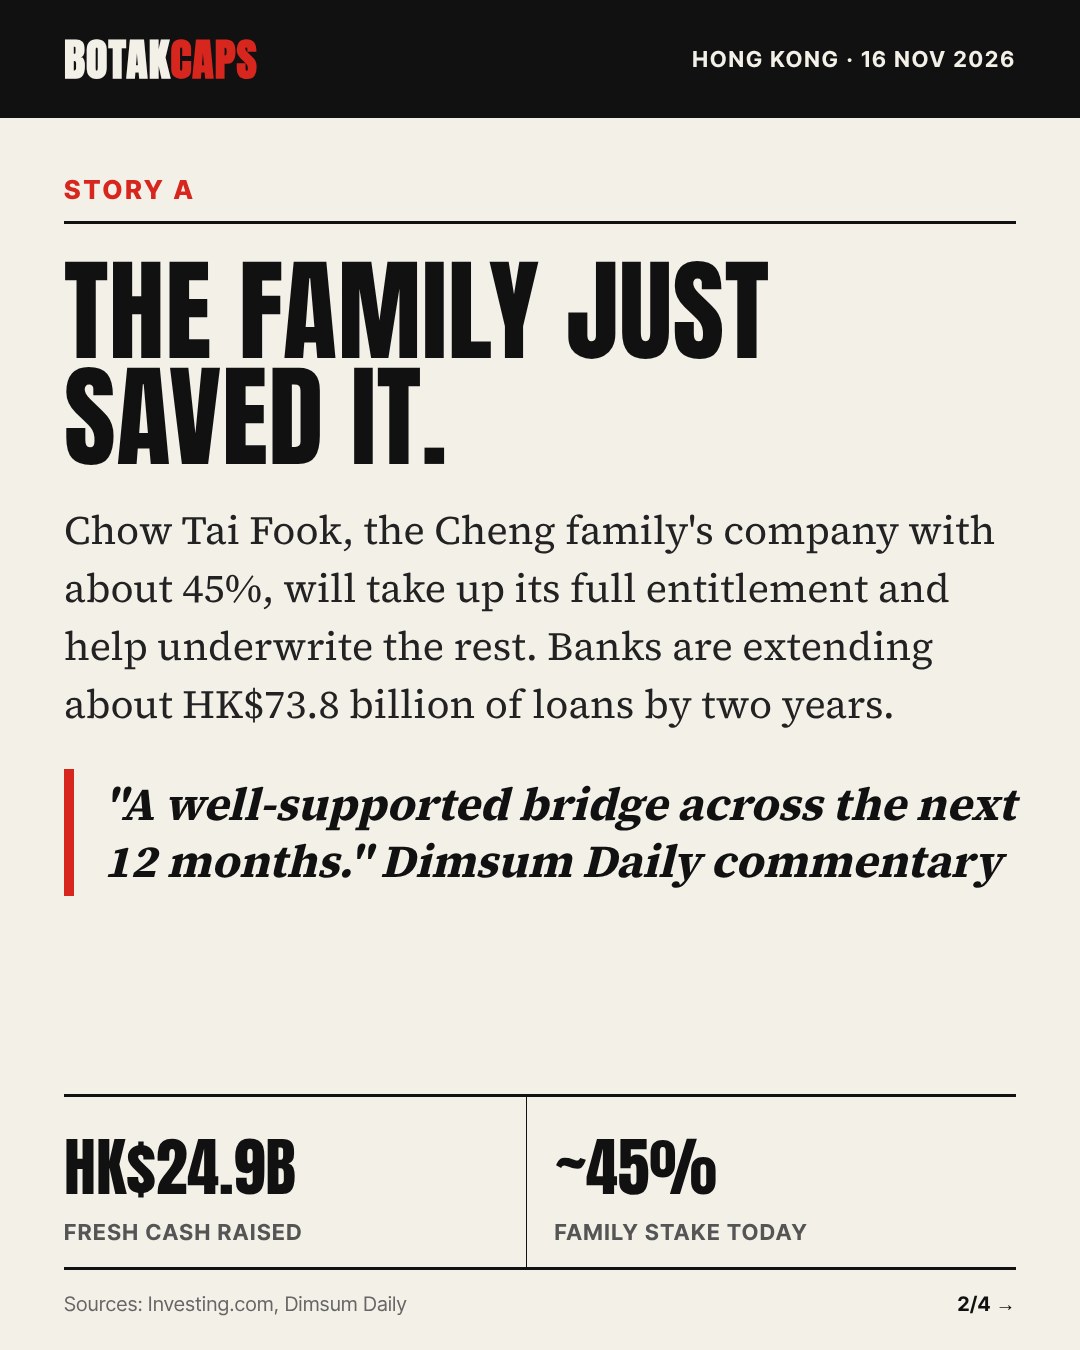 BOTAKCAPS
HONG KONG · 16 NOV 2026
STORY A
THE FAMILY JUST
SAVED IT.
Chow Tai Fook, the Cheng family's company with
about 45%, will take up its full entitlement and
help underwrite the rest. Banks are extending
about HK$73.8 billion of loans by two years.
"A well-supported bridge across the next
12 months." Dimsum Daily commentary
HK$24.9B
FRESH CASH RAISED
~45%
FAMILY STAKE TODAY
Sources: Investing.com, Dimsum Daily
2/4 →